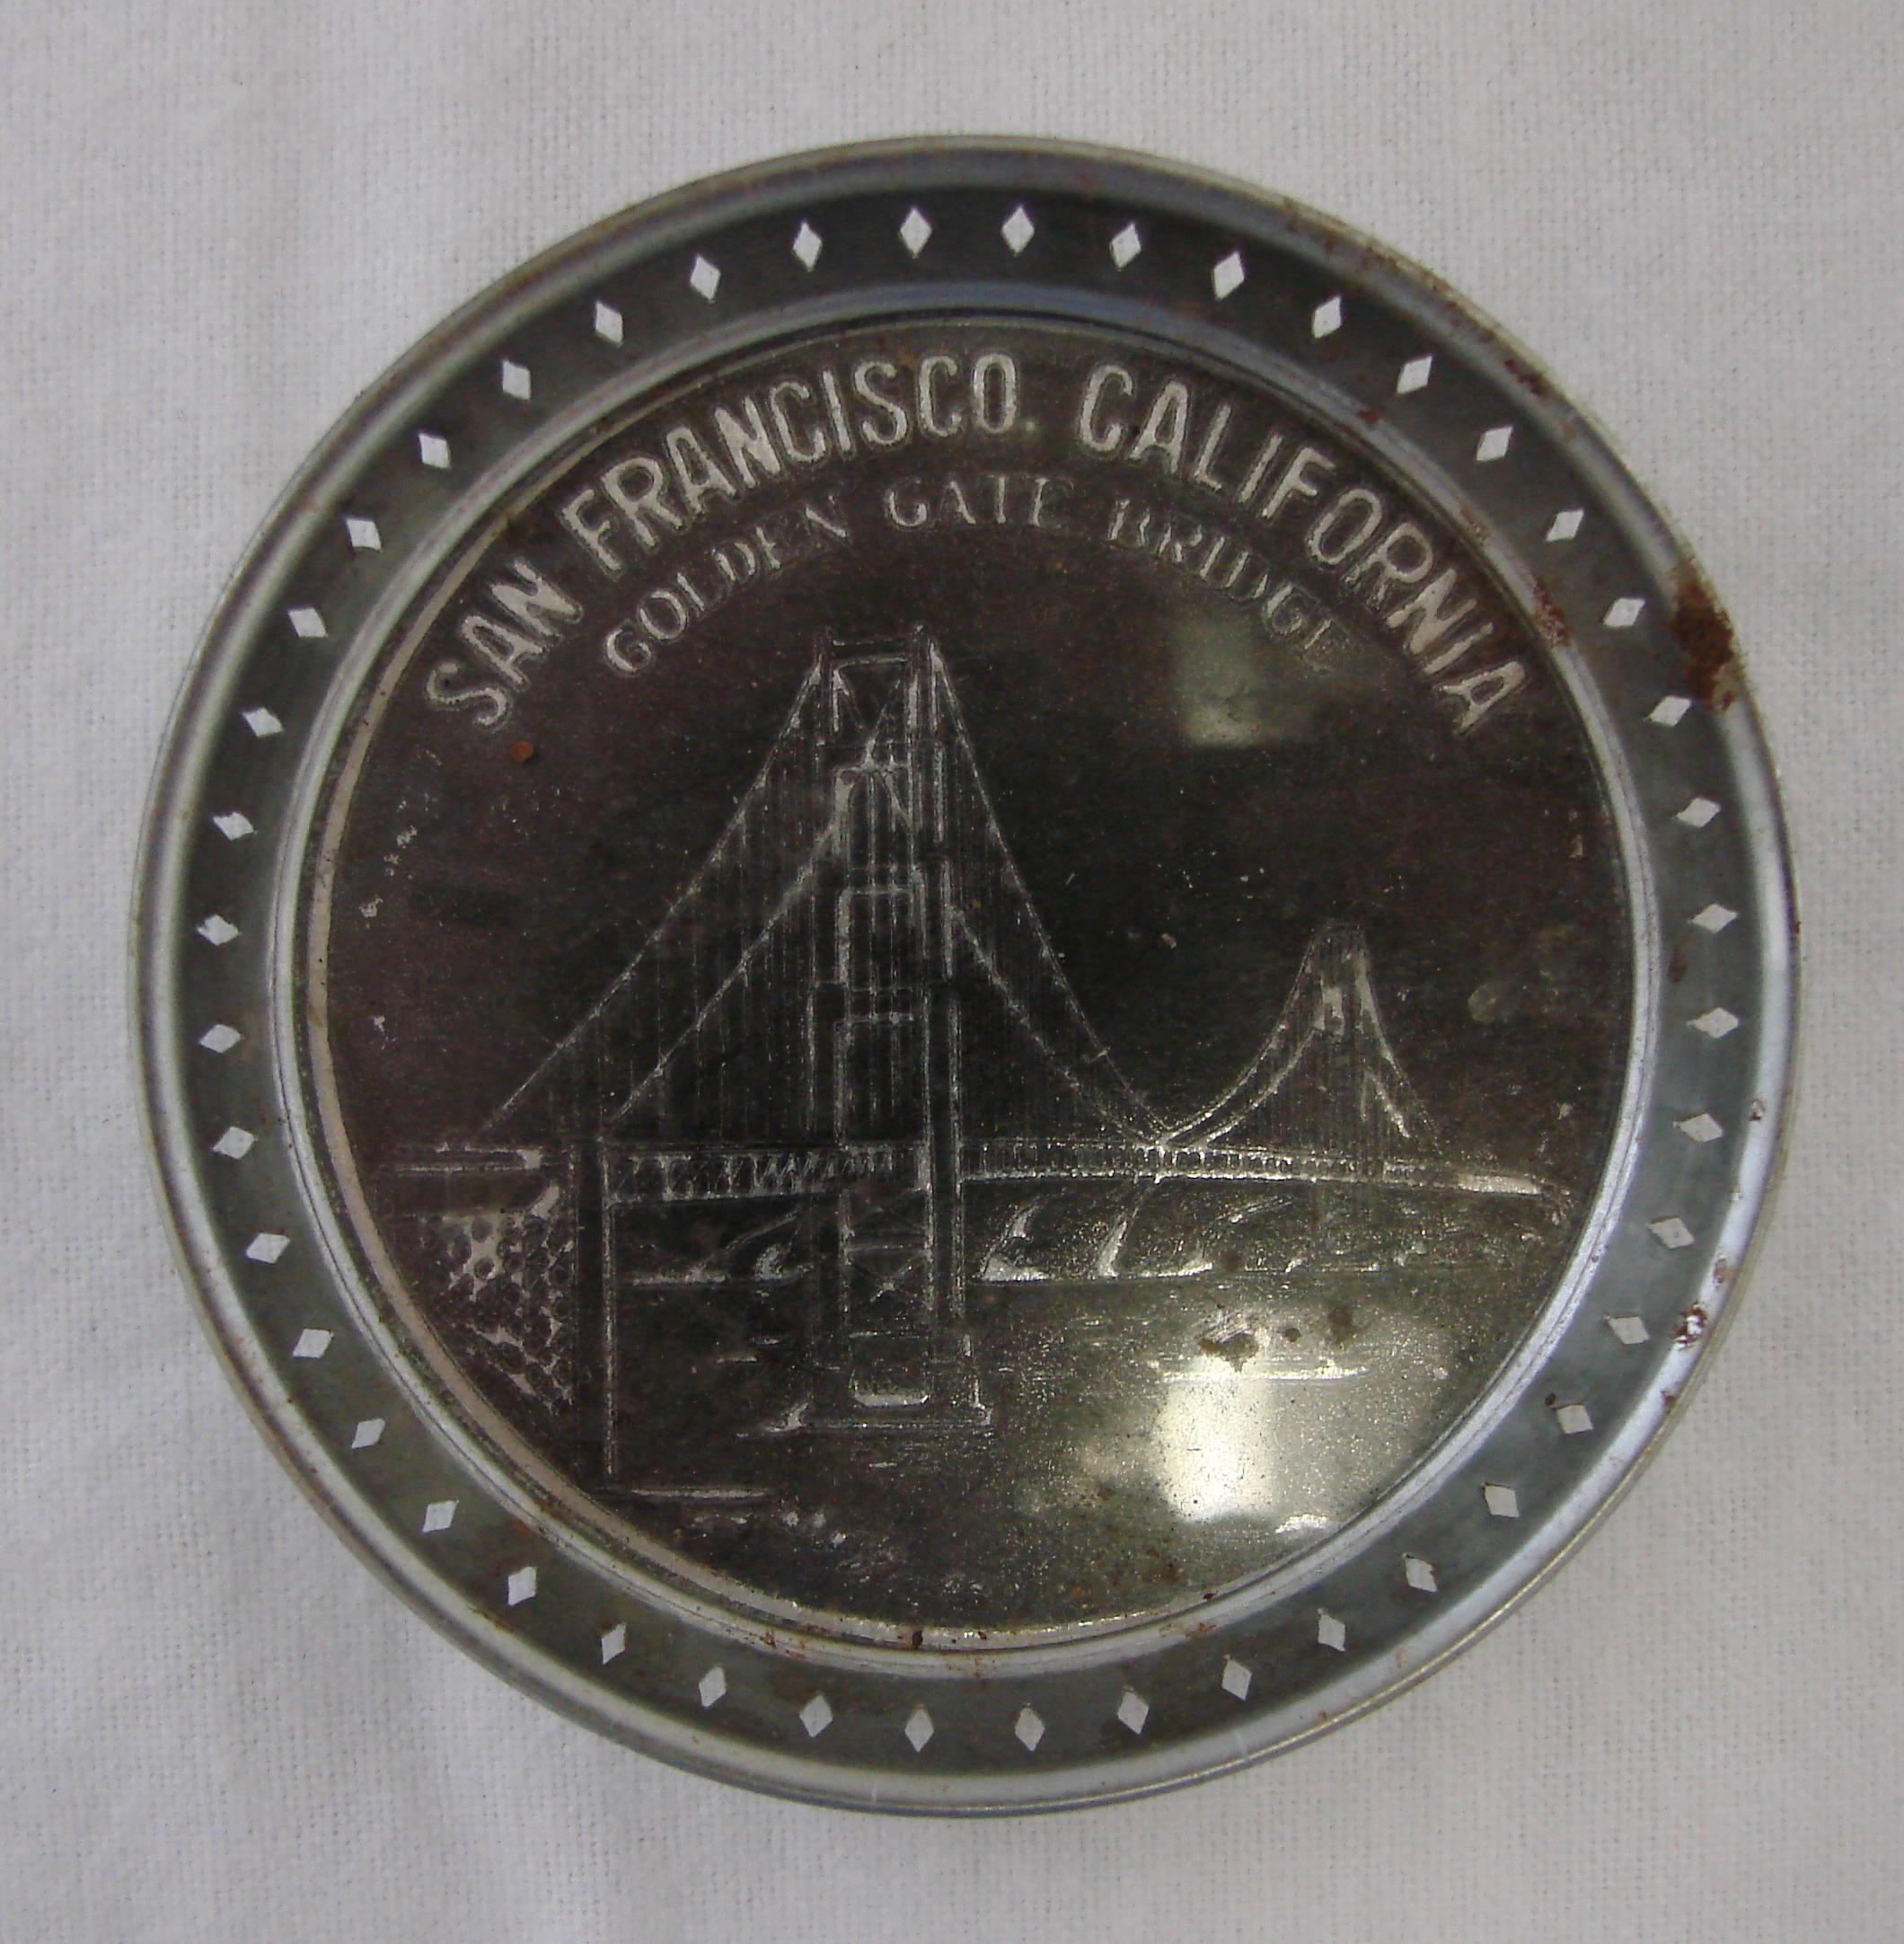 SAN FRANCISCO. CALIFORNIA
GOLDEN GATE BRIDGE